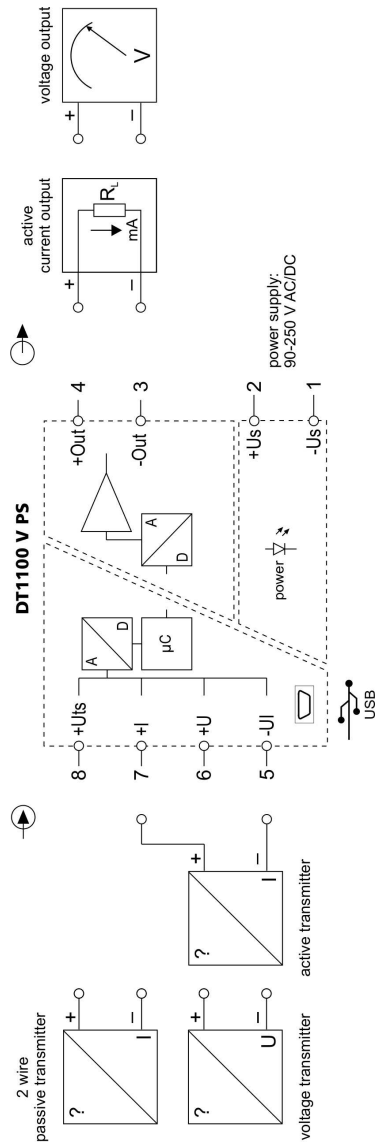 DT1100 V PS
2 wire
passive transmitter
?
+
−
I
voltage transmitter
?
+
−
U
active transmitter
?
+
−
I
8 +Uts
7 +I
6 +U
5 -UI
A
D
µC
A
D
power
USB
+Out 4
-Out 3
+Us 2
-Us 1
power supply:
90-250 V AC/DC
active
current output
+
−
RL
mA
voltage output
+
−
V